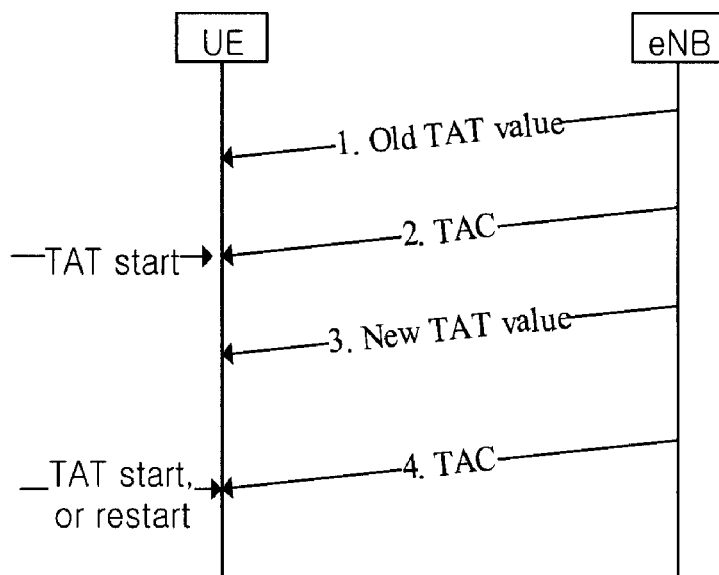 UE
eNB
1. Old TAT value
2. TAC
TAT start
3. New TAT value
4. TAC
TAT start,
or restart